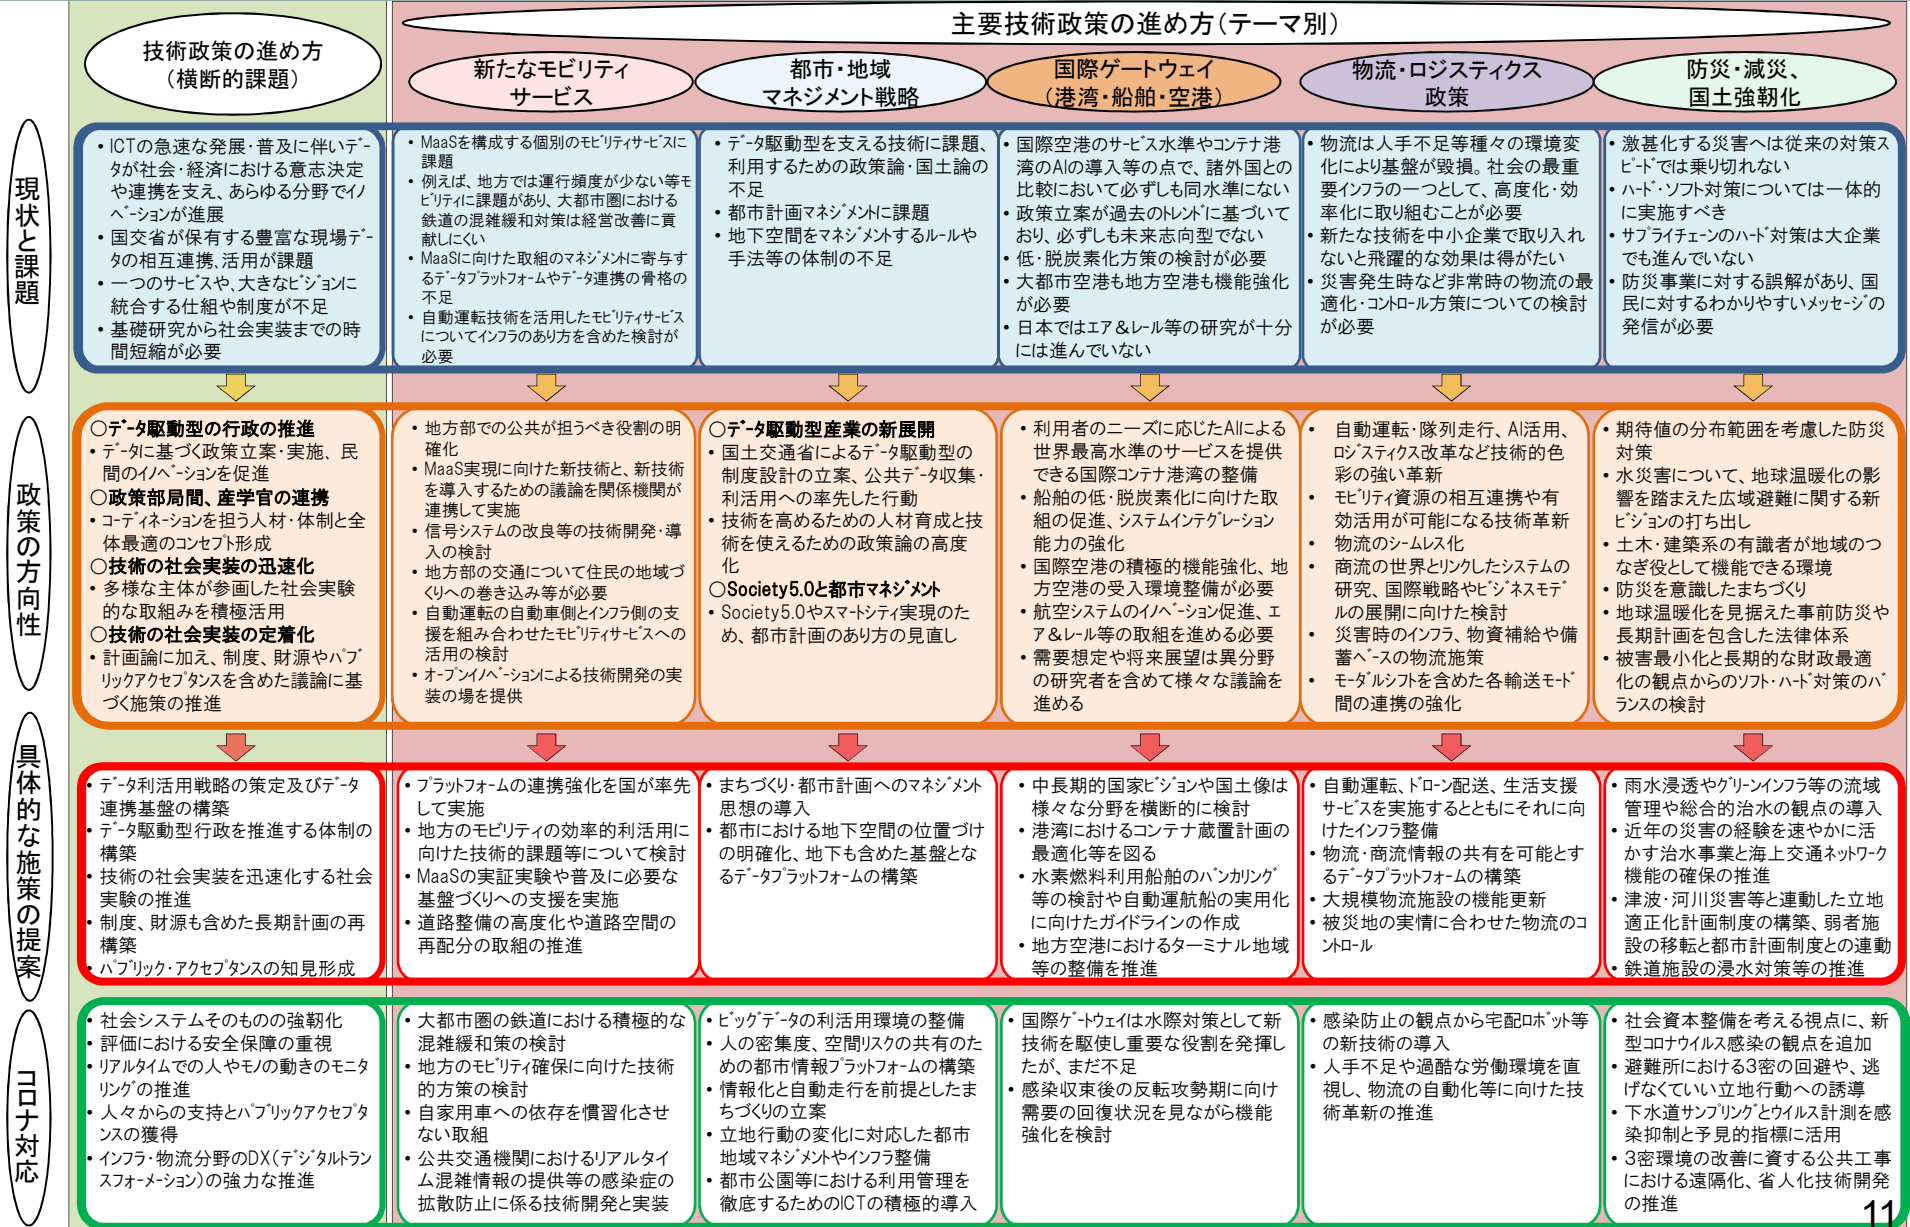 主要技術政策の進め方(テーマ別)
技術政策の進め方
(横断的課題)
新たなモビリティ
サービス
都市・地域
マネジメント戦略
国際ゲートウェイ
(港湾・船舶・空港)
物流・ロジスティクス
政策
防災・減災、
国土強靭化
現状と課題
・ICTの急速な発展・普及に伴いデー
タが社会・経済における意志決定
や連携を支え、あらゆる分野でイノ
ベーションが進展
・国交省が保有する豊富な現場デー
タの相互連携、活用が課題
・一つのサービスや、大きなビジョンに
統合する仕組や制度が不足
・基礎研究から社会実装までの時
間短縮が必要
・MaaSを構成する個別のモビリティサービスに
課題
・例えば、地方では運行頻度が少ない等モ
ビリティに課題があり、大都市圏における
鉄道の混雑緩和対策は経営改善に貢
献しにくい
・MaaSに向けた取組のマネジメントに寄与す
るデータプラットフォームやデータ連携の骨格の
不足
・自動運転技術を活用したモビリティサービス
についてインフラのあり方を含めた検討が
必要
・データ駆動型を支える技術に課題、
利用するための政策論・国土論の
不足
・都市計画マネジメントに課題
・地下空間をマネジメントするルールや
手法等の体制の不足
・国際空港のサービス水準やコンテナ港
湾のAIの導入等の点で、諸外国との
比較において必ずしも同水準にない
・政策立案が過去のトレンドに基づいて
おり、必ずしも未来志向型でない
・低・脱炭素化方策の検討が必要
・大都市空港も地方空港も機能強化
が必要
・日本ではエア&レール等の研究が十分
には進んでいない
・物流は人手不足等種々の環境変
化により基盤が毀損。社会の最重
要インフラの一つとして、高度化・効
率化に取り組むことが必要
・新たな技術を中小企業で取り入れ
ないと飛躍的な効果は得がたい
・災害発生時など非常時の物流の最
適化・コントロール方策についての検討
が必要
・激甚化する災害へは従来の対策ス
ピードでは乗り切れない
・ハード・ソフト対策については一体的
に実施すべき
・サプライチェーンのハード対策は大企業
でも進んでいない
・防災事業に対する誤解があり、国
民に対するわかりやすいメッセージの
発信が必要
政策の方向性
○データ駆動型の行政の推進
・データに基づく政策立案・実施、民
間のイノベーションを促進
○政策部局間、産学官の連携
・コーディネーションを担う人材・体制と全
体最適のコンセプト形成
○技術の社会実装の迅速化
・多様な主体が参画した社会実験
的な取組みを積極活用
○技術の社会実装の定着化
・計画論に加え、制度、財源やパブ
リックアクセプタンスを含めた議論に基
づく施策の推進
・地方部での公共が担うべき役割の明
確化
・MaaS実現に向けた新技術と、新技術
を導入するための議論を関係機関が
連携して実施
・信号システムの改良等の技術開発・導
入の検討
・地方部の交通について住民の地域づ
くりへの巻き込み等が必要
・自動運転の自動車側とインフラ側の支
援を組み合わせたモビリティサービスへの
活用の検討
・オープンイノベーションによる技術開発の実
装の場を提供
○データ駆動型産業の新展開
・国土交通省によるデータ駆動型の
制度設計の立案、公共データ収集・
利活用への率先した行動
・技術を高めるための人材育成と技
術を使えるための政策論の高度
化
○Society5.0と都市マネジメント
・Society5.0やスマートシティ実現のた
め、都市計画のあり方の見直し
・利用者のニーズに応じたAIによる
世界最高水準のサービスを提供
できる国際コンテナ港湾の整備
・船舶の低・脱炭素化に向けた取
組の促進、システムインテグレーション
能力の強化
・国際空港の積極的機能強化、地
方空港の受入環境整備が必要
・航空システムのイノベーション促進、エ
ア&レール等の取組を進める必要
・需要想定や将来展望は異分野
の研究者を含めて様々な議論を
進める
・自動運転・隊列走行、AI活用、
ロジスティクス改革など技術的色
彩の強い革新
・モビリティ資源の相互連携や有
効活用が可能になる技術革新
・物流のシームレス化
・商流の世界とリンクしたシステムの
研究、国際戦略やビジネスモデ
ルの展開に向けた検討
・災害時のインフラ、物資補給や備
蓄ベースの物流施策
・モーダルシフトを含めた各輸送モード
間の連携の強化
・期待値の分布範囲を考慮した防災
対策
・水災害について、地球温暖化の影
響を踏まえた広域避難に関する新
ビジョンの打ち出し
・土木・建築系の有識者が地域のつ
なぎ役として機能できる環境
・防災を意識したまちづくり
・地球温暖化を見据えた事前防災や
長期計画を包含した法律体系
・被害最小化と長期的な財政最適
化の観点からのソフト・ハード対策のバ
ランスの検討
具体的な施策の提案
・データ利活用戦略の策定及びデータ
連携基盤の構築
・データ駆動型行政を推進する体制の
構築
・技術の社会実装を迅速化する社会
実験の推進
・制度、財源も含めた長期計画の再
構築
・パブリック・アクセプタンスの知見形成
・プラットフォームの連携強化を国が率先
して実施
・地方のモビリティの効率的利活用に
向けた技術的課題等について検討
・MaaSの実証実験や普及に必要な
基盤づくりへの支援を実施
・道路整備の高度化や道路空間の
再配分の取組の推進
・まちづくり・都市計画へのマネジメント
思想の導入
・都市における地下空間の位置づけ
の明確化、地下も含めた基盤とな
るデータプラットフォームの構築
・中長期的国家ビジョンや国土像は
様々な分野を横断的に検討
・港湾におけるコンテナ蔵置計画の
最適化等を図る
・水素燃料利用船舶のバンカリング
等の検討や自動運航船の実用化
に向けたガイドラインの作成
・地方空港におけるターミナル地域
等の整備を推進
・自動運転、ドローン配送、生活支援
サービスを実施するとともにそれに向
けたインフラ整備
・物流・商流情報の共有を可能とす
るデータプラットフォームの構築
・大規模物流施設の機能更新
・被災地の実情に合わせた物流のコ
ントロール
・雨水浸透やグリーンインフラ等の流域
管理や総合的治水の観点の導入
・近年の災害の経験を速やかに活
かす治水事業と海上交通ネットワーク
機能の確保の推進
・津波・河川災害等と連動した立地
適正化計画制度の構築、弱者施
設の移転と都市計画制度との連動
・鉄道施設の浸水対策等の推進
コロナ対応
・社会システムそのものの強靭化
・評価における安全保障の重視
・リアルタイムでの人やモノの動きのモニタ
リングの推進
・人々からの支持とパブリックアクセプタ
ンスの獲得
・インフラ・物流分野のDX(デジタルトラン
スフォーメーション)の強力な推進
・大都市圏の鉄道における積極的な
混雑緩和策の検討
・地方のモビリティ確保に向けた技術
的方策の検討
・自家用車への依存を慣習化させ
ない取組
・公共交通機関におけるリアルタイ
ム混雑情報の提供等の感染症の
拡散防止に係る技術開発と実装
・ビッグデータの利活用環境の整備
・人の密集度、空間リスクの共有のた
めの都市情報プラットフォームの構築
・情報化と自動走行を前提としたま
ちづくりの立案
・立地行動の変化に対応した都市
地域マネジメントやインフラ整備
・都市公園等における利用管理を
徹底するためのICTの積極的導入
・国際ゲートウェイは水際対策として新
技術を駆使し重要な役割を発揮し
たが、まだ不足
・感染収束後の反転攻勢期に向け
需要の回復状況を見ながら機能
強化を検討
・感染防止の観点から宅配ロボット等
の新技術の導入
・人手不足や過酷な労働環境を直
視し、物流の自動化等に向けた技
術革新の推進
・社会資本整備を考える視点に、新
型コロナウイルス感染の観点を追加
・避難所における3密の回避や、逃
げなくていい立地行動への誘導
・下水道サンプリングとウイルス計測を感
染抑制と予見的指標に活用
・3密環境の改善に資する公共工事
における遠隔化、省人化技術開発
の推進
11